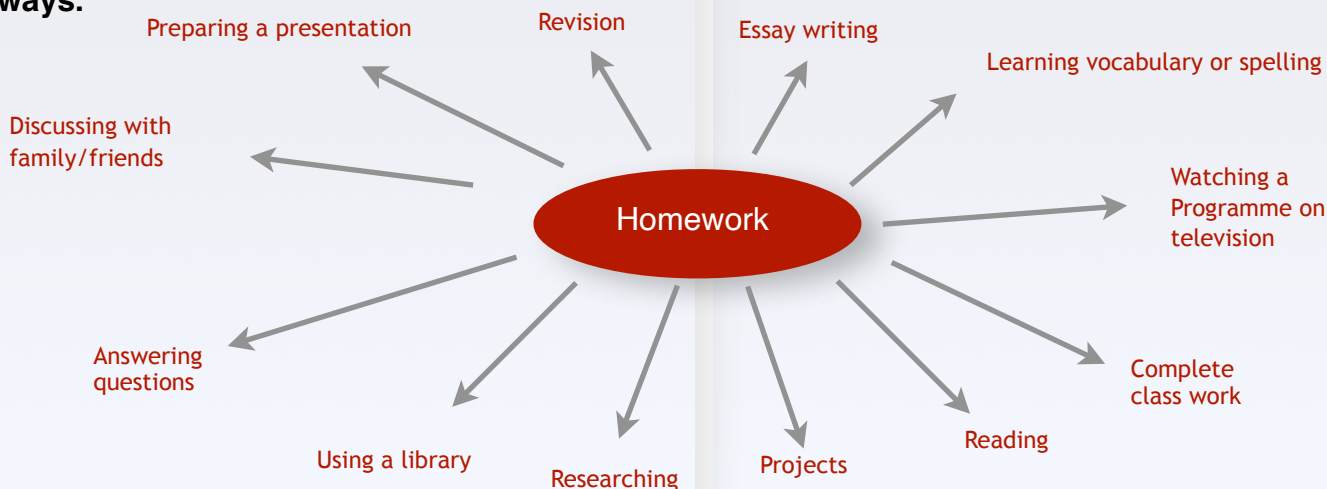 ways.
Preparing a presentation
Revision
Essay writing
Learning vocabulary or spelling
Discussing with
family/friends
Watching a
Programme on
television
Homework
Answering
questions
Complete
class work
Using a library
Researching
Projects
Reading